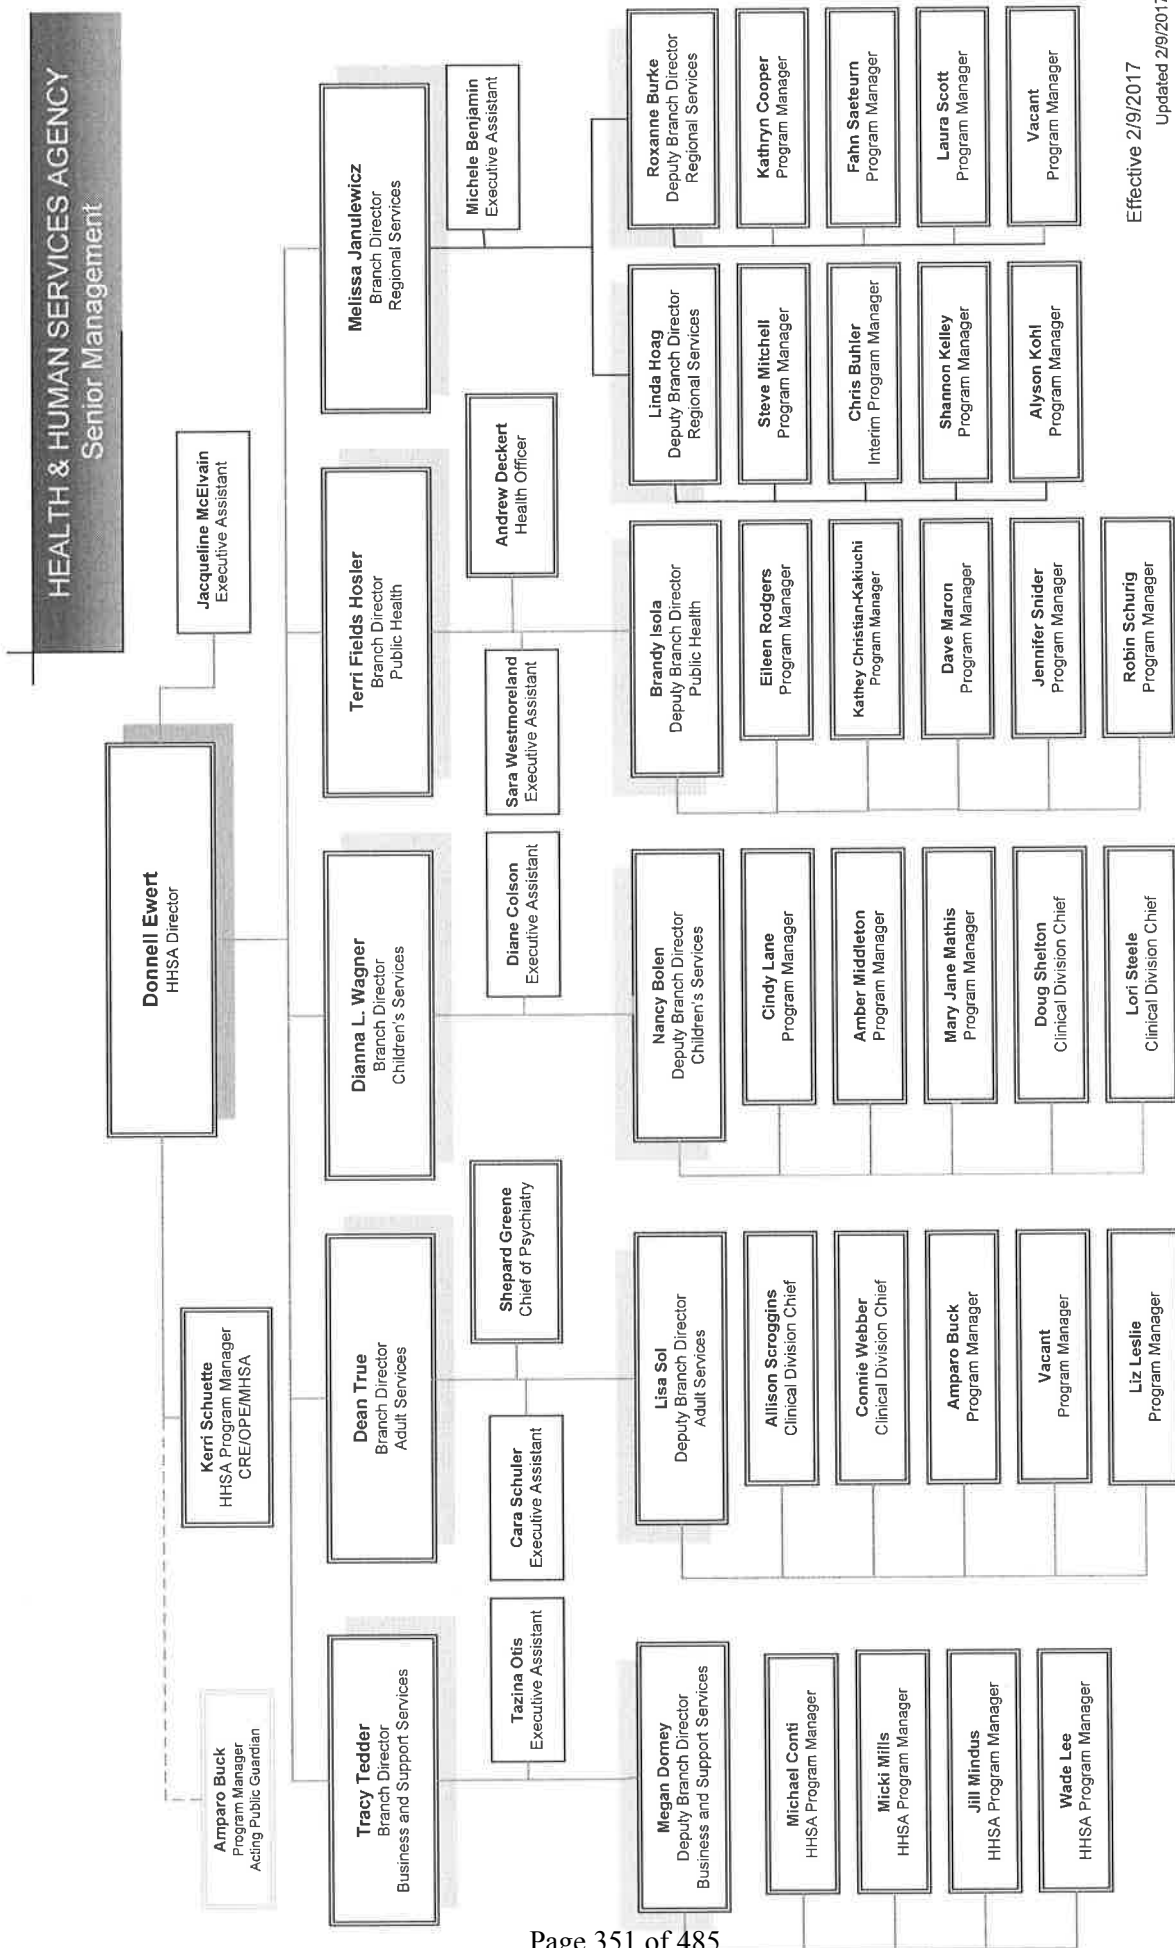 HEALTH & HUMAN SERVICES AGENCY
Senior Management
Donnell Ewert
HHSA Director
Jacqueline McElvain
Executive Assistant
Kerri Schuette
HHSA Program Manager
CRE/OPE/MHSA
Amparo Buck
Program Manager
Acting Public Guardian
Tracy Tedder
Branch Director
Business and Support Services
Tazina Otis
Executive Assistant
Megan Dorney
Deputy Branch Director
Business and Support Services
Michael Conti
HHSA Program Manager
Micki Mills
HHSA Program Manager
Jill Mindus
HHSA Program Manager
Wade Lee
HHSA Program Manager
Dean True
Branch Director
Adult Services
Shepard Greene
Chief of Psychiatry
Cara Schuler
Executive Assistant
Lisa Sol
Deputy Branch Director
Adult Services
Allison Scroggins
Clinical Division Chief
Connie Webber
Clinical Division Chief
Amparo Buck
Program Manager
Vacant
Program Manager
Liz Leslie
Program Manager
Dianna L. Wagner
Branch Director
Children's Services
Diane Colson
Executive Assistant
Nancy Bolen
Deputy Branch Director
Children's Services
Cindy Lane
Program Manager
Amber Middleton
Program Manager
Mary Jane Mathis
Program Manager
Doug Shelton
Clinical Division Chief
Lori Steele
Clinical Division Chief
Terri Fields Hosler
Branch Director
Public Health
Andrew Deckert
Health Officer
Sara Westmoreland
Executive Assistant
Brandy Isola
Deputy Branch Director
Public Health
Eileen Rodgers
Program Manager
Kathey Christian-Kakiuchi
Program Manager
Dave Maron
Program Manager
Jennifer Snider
Program Manager
Robin Schurig
Program Manager
Melissa Janulewicz
Branch Director
Regional Services
Michele Benjamin
Executive Assistant
Linda Hoag
Deputy Branch Director
Regional Services
Steve Mitchell
Program Manager
Chris Buhler
Interim Program Manager
Shannon Kelley
Program Manager
Alyson Kohl
Program Manager
Roxanne Burke
Deputy Branch Director
Regional Services
Kathryn Cooper
Program Manager
Fahn Saeteurn
Program Manager
Laura Scott
Program Manager
Vacant
Program Manager
Effective 2/9/2017
Updated 2/9/2017
Page 351 of 485